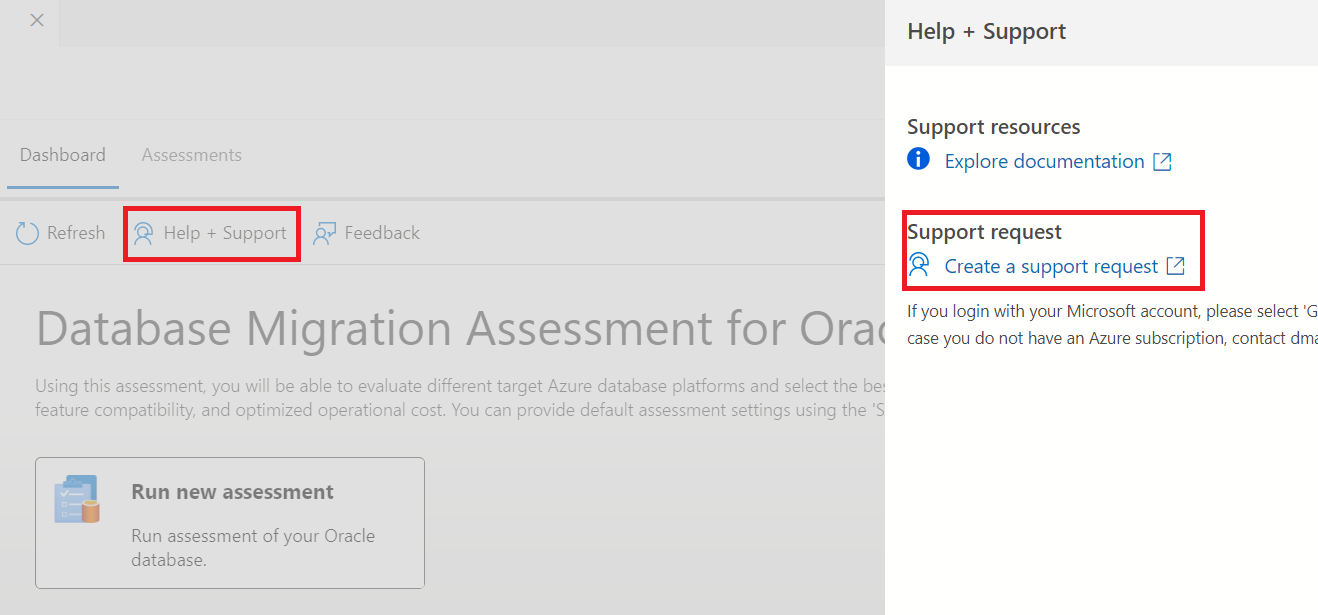 Help + Support
Dashboard
Assessments
Refresh
Help + Support
Feedback
Database Migration Assessment for
Using this assessment, you will be able to evaluate different target Azure database platforms and select the
feature compatibility, and optimized operational cost. You can provide default assessment settings using the
Run new assessment
Run assessment of your Oracle
database.
Support resources
Explore documentation
Support request
Create a support request
If you login with your Microsoft account, please select
case you do not have an Azure subscription, contact